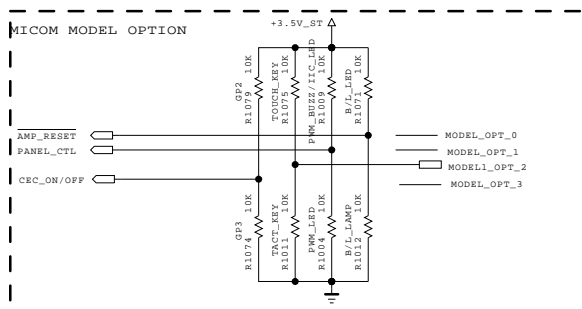 MICOM MODEL OPTION
+3.5V_ST
GP2
R1079 10K
TOUCH_KEY
R1075 10K
PWM_BUZZ/IIC_LED
R1009 10K
B/L_LED
R1071 10K
AMP_RESET
PANEL_CTL
CEC_ON/OFF
MODEL_OPT_0
MODEL_OPT_1
MODEL1_OPT_2
MODEL_OPT_3
GP3
R1074 10K
TACT_KEY
R1011 10K
PWM_LED
R1004 10K
B/L_LAMP
R1012 10K